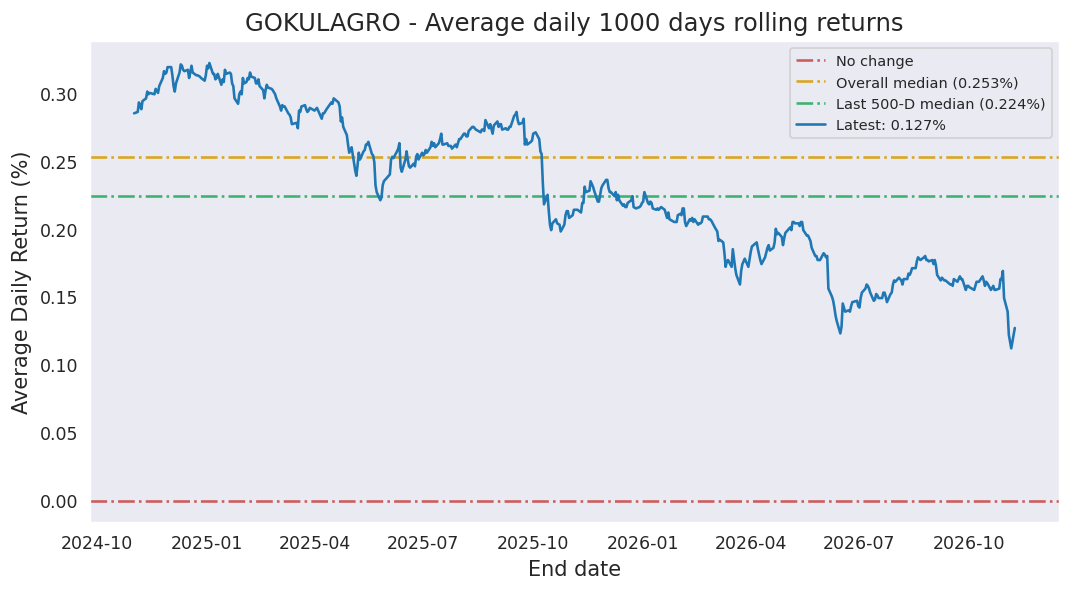 GOKULAGRO - Average daily 1000 days rolling returns
No change
Overall median (0.253%)
Last 500-D median (0.224%)
Latest: 0.127%
Average Daily Return (%)
0.30
0.25
0.20
0.15
0.10
0.05
0.00
2024-10 2025-01 2025-04 2025-07 2025-10 2026-01 2026-04 2026-07 2026-10
End date